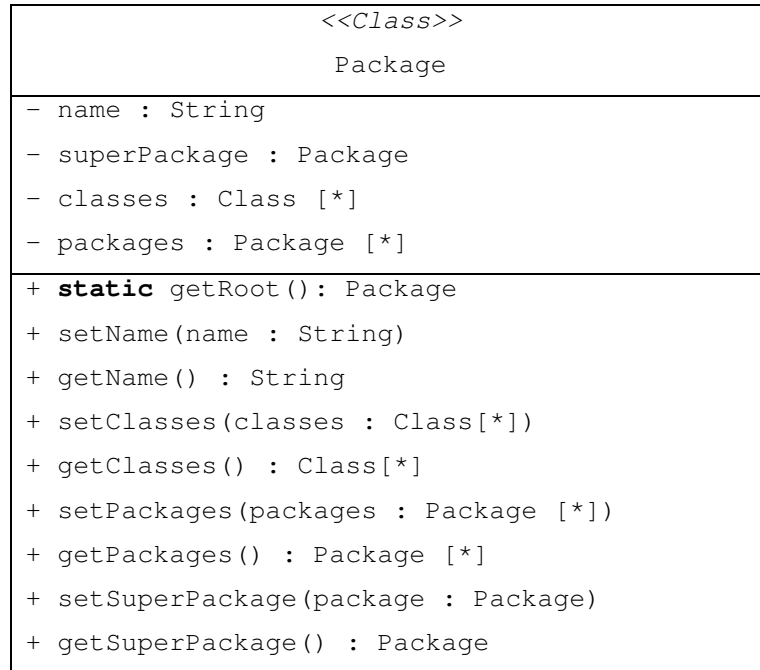 <<Class>>
Package
- name : String
- superPackage : Package
- classes : Class [*]
- packages : Package [*]
+ static getRoot(): Package
+ setName(name : String)
+ getName() : String
+ setClasses(classes : Class[*])
+ getClasses() : Class[*]
+ setPackages(packages : Package [*])
+ getPackages() : Package [*]
+ setSuperPackage(package : Package)
+ getSuperPackage() : Package